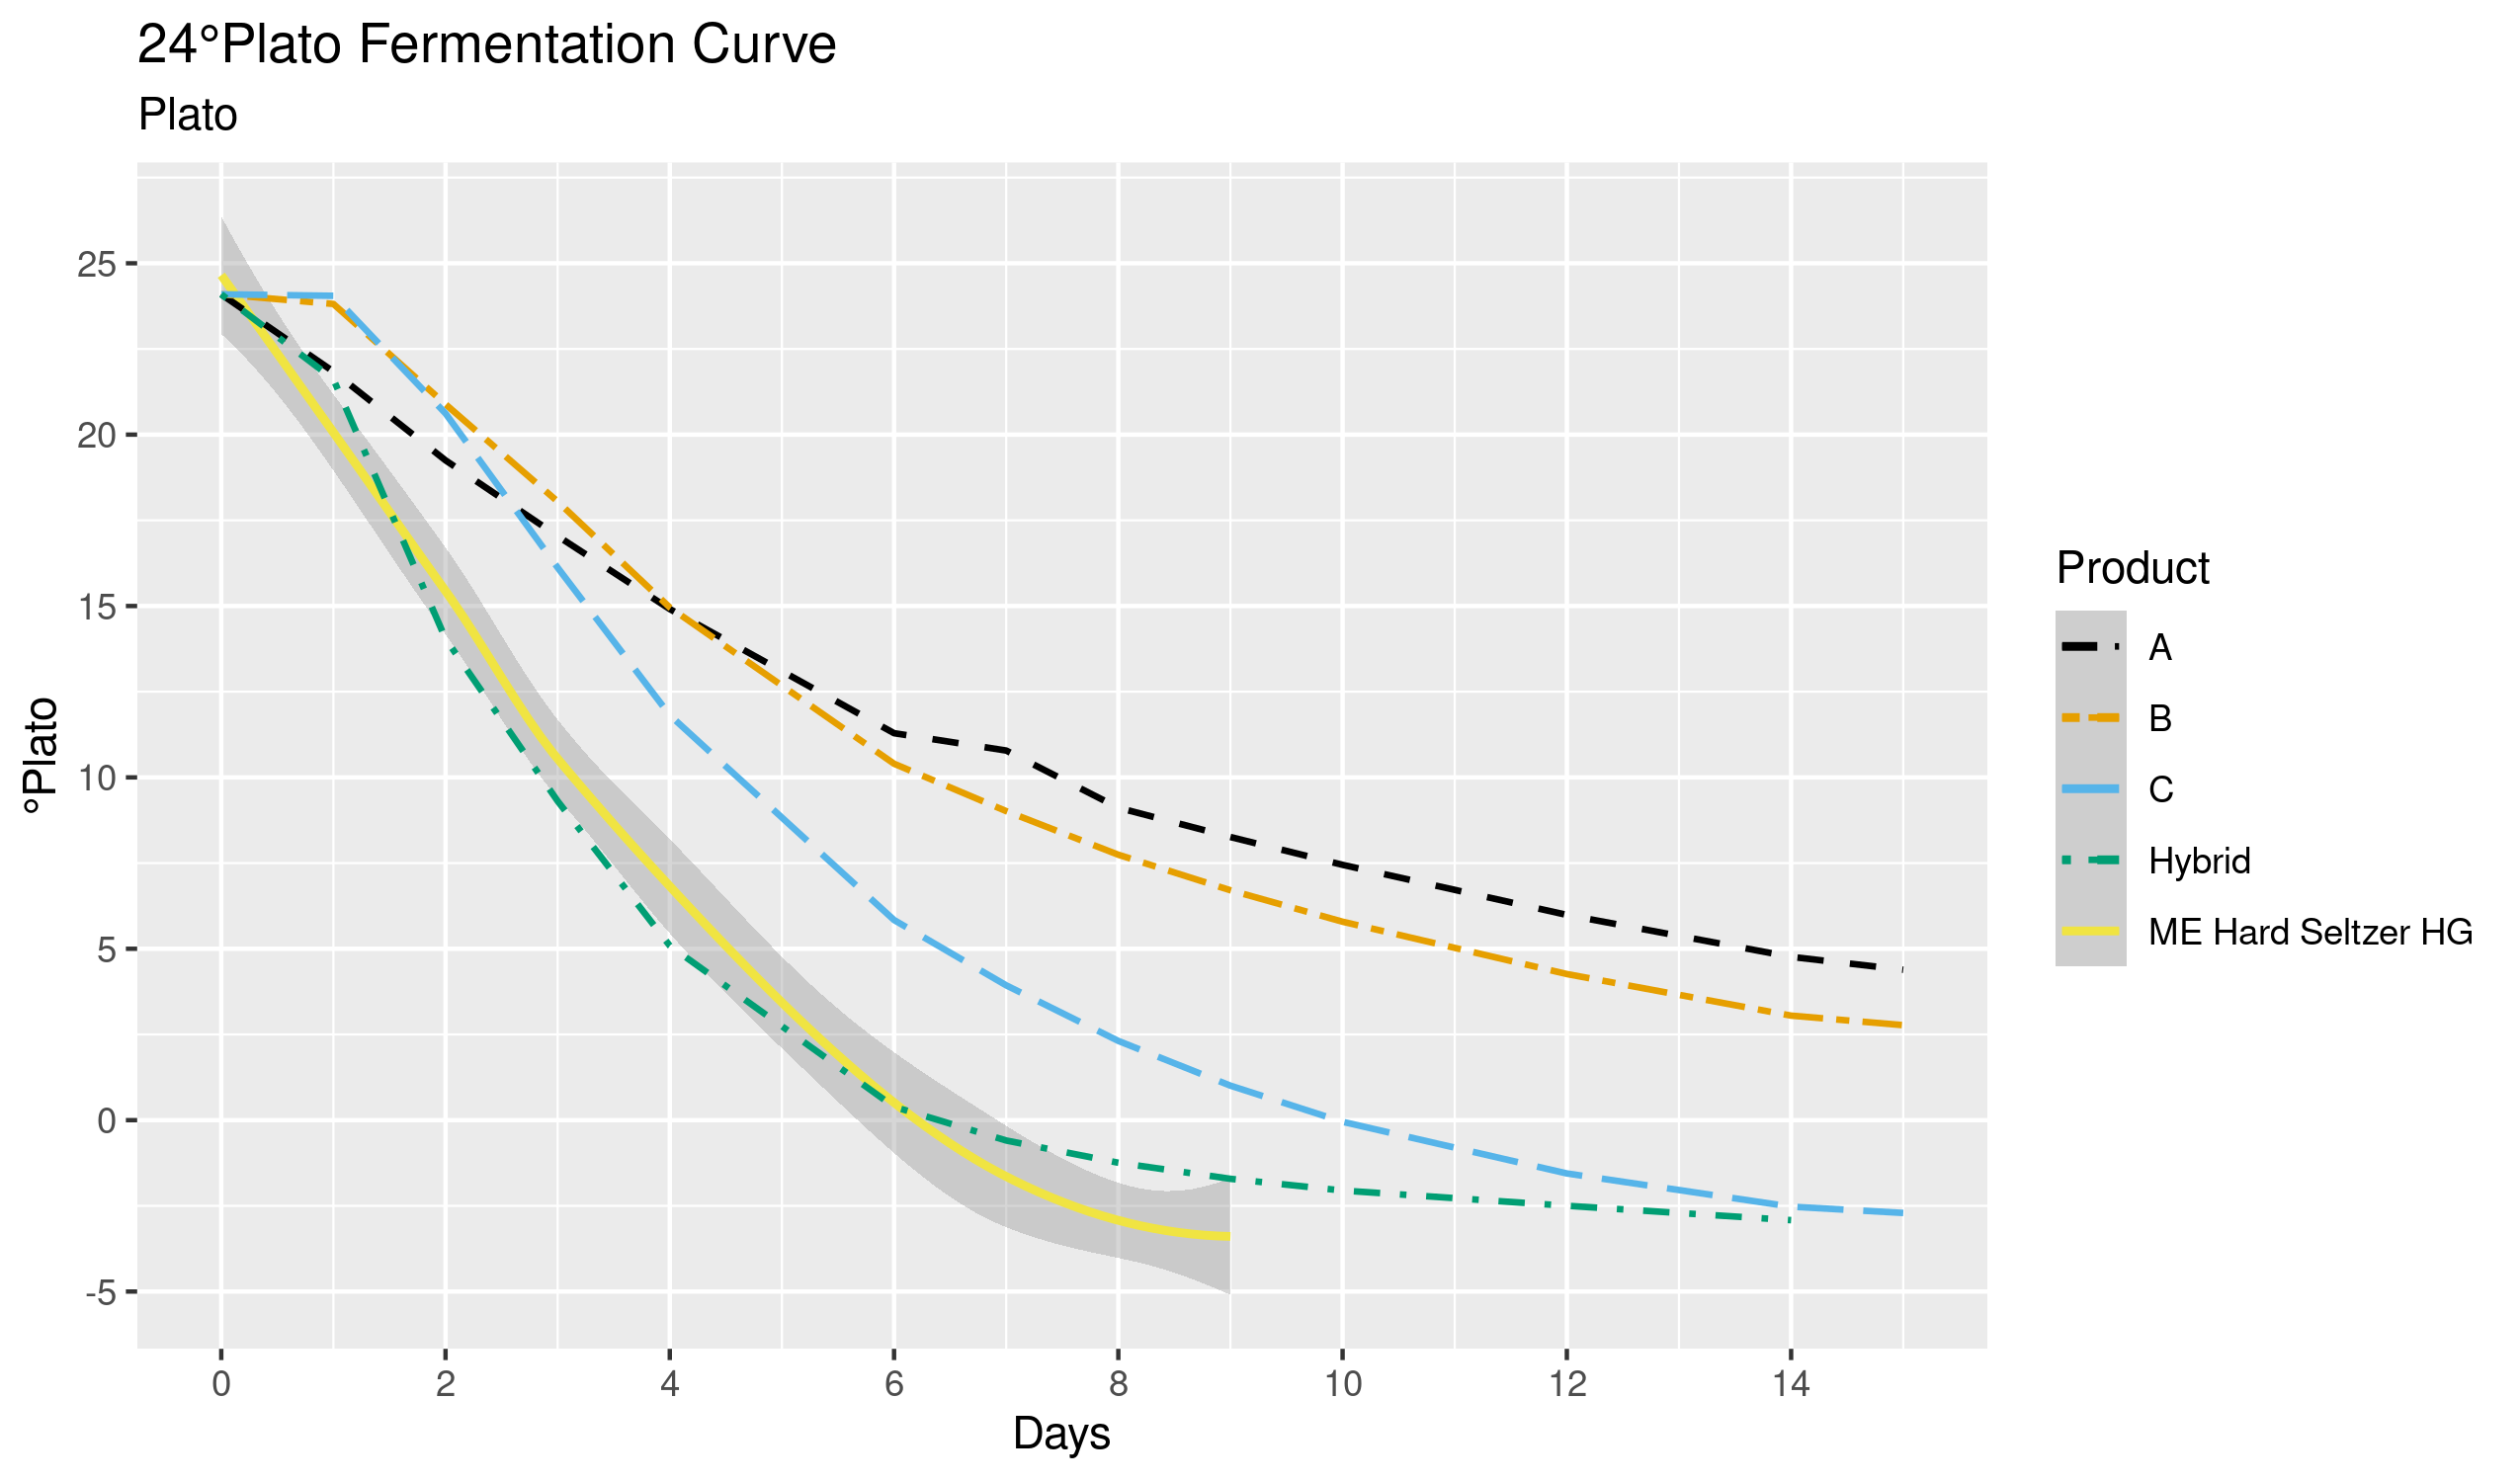 24°Plato Fermentation Curve
Plato
°Plato
25
20
15
10
5
0
-5
0 2 4 6 8 10 12 14
Days
Product
A
B
C
Hybrid
ME Hard Seltzer HG